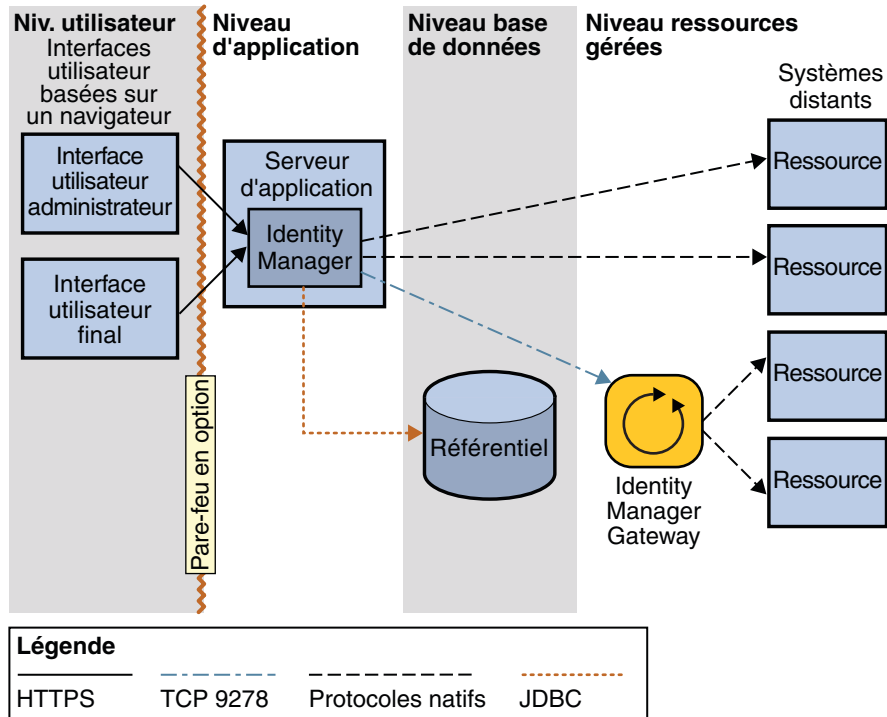 Niv. utilisateur
Interfaces
utilisateur
basées sur
un navigateur
Interface
utilisateur
administrateur
Interface
utilisateur
final
Pare-feu en option
Niveau
d'application
Serveur
d'application
Identity
Manager
Niveau base
de données
Référentiel
Niveau ressources
gérées
Systèmes
distants
Ressource
Ressource
Ressource
Ressource
Identity
Manager
Gateway
Légende
HTTPS
TCP 9278
Protocoles natifs
JDBC